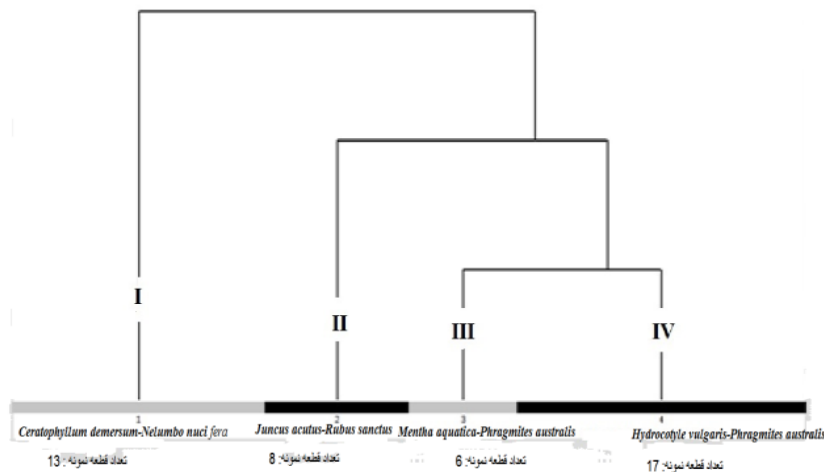 I
II
III
IV
1 2 3 4
Ceratophyllum demersum-Nelumbo nuci fera Juncus acutus-Rubus sanctus Mentha aquatica-Phragmites australis Hydrocotyle vulgaris-Phragmites australis
تعداد قطعه نمونه: 13 تعداد قطعه نمونه: 8 تعداد قطعه نمونه: 6 تعداد قطعه نمونه: 17